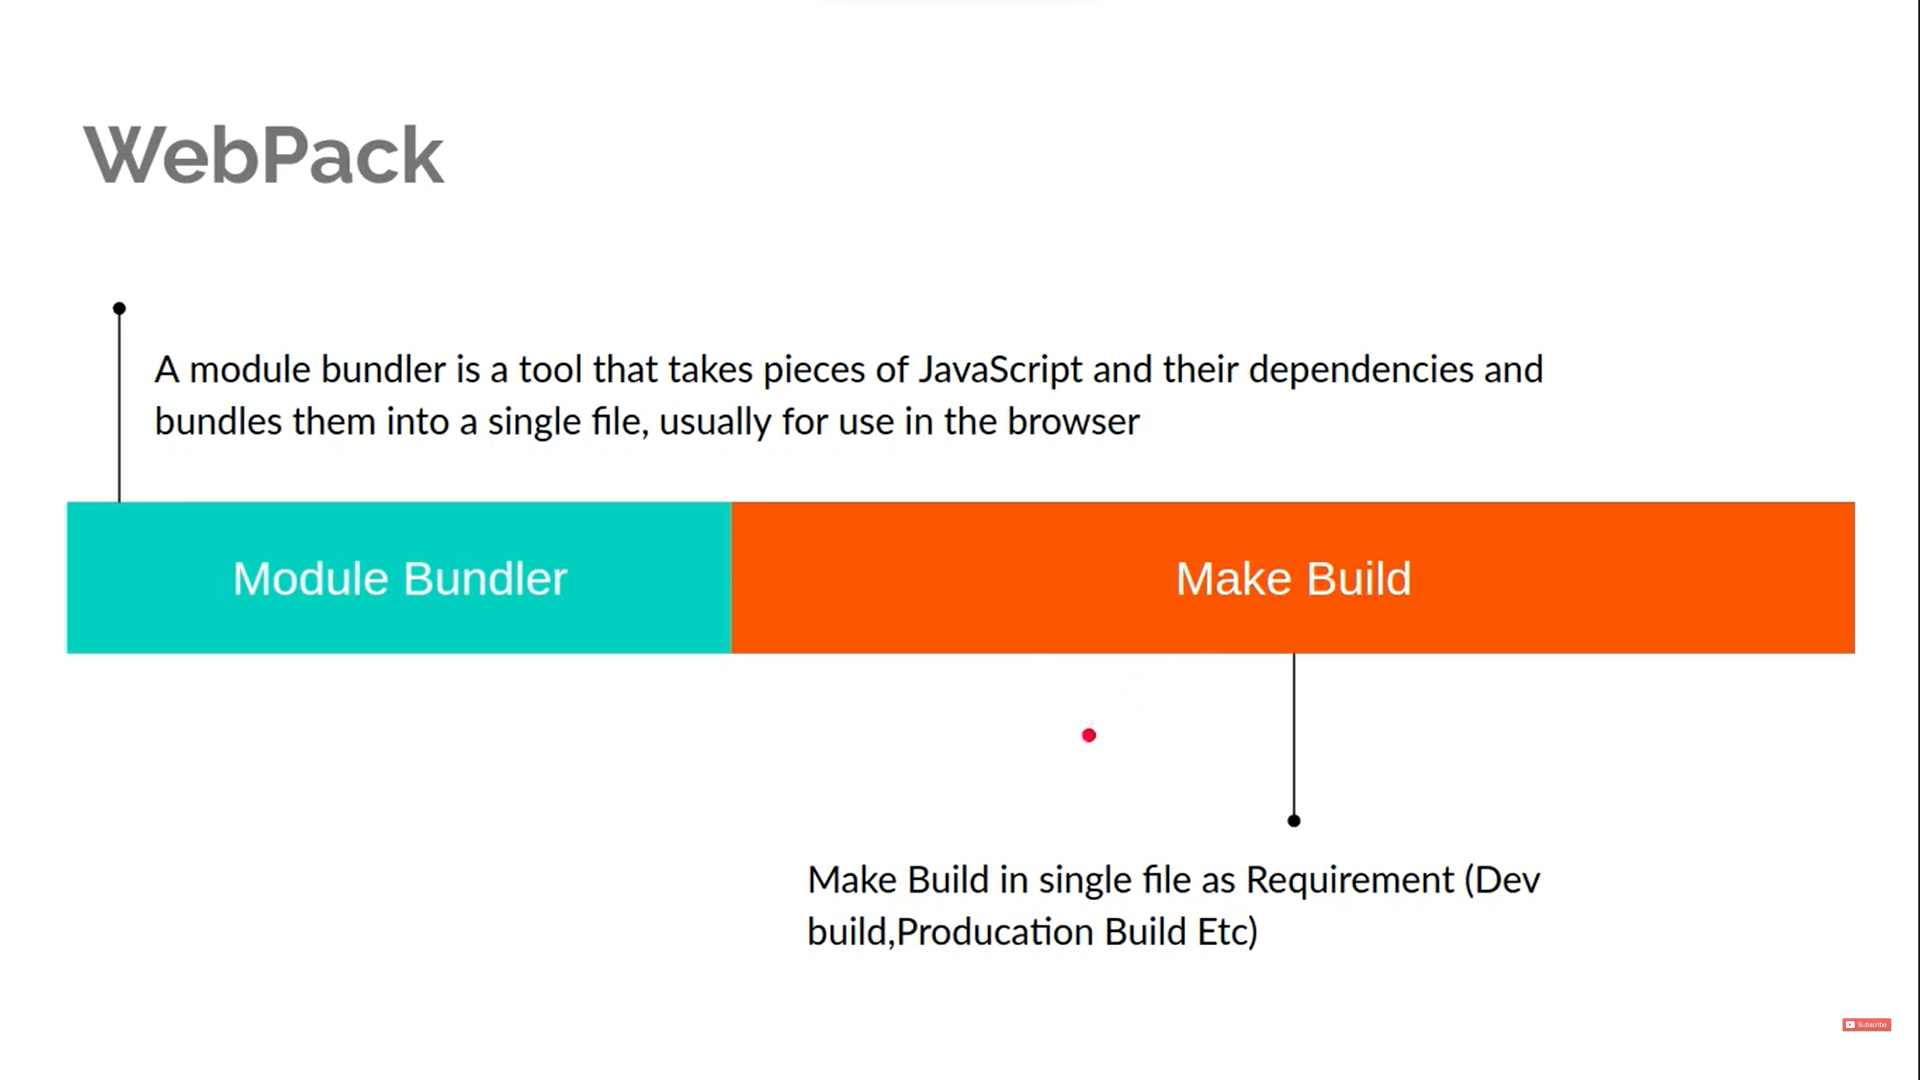 WebPack
A module bundler is a tool that takes pieces of JavaScript and their dependencies and
bundles them into a single file, usually for use in the browser
Module Bundler
Make Build
Make Build in single file as Requirement (Dev
build,Producation Build Etc)
Subscribe